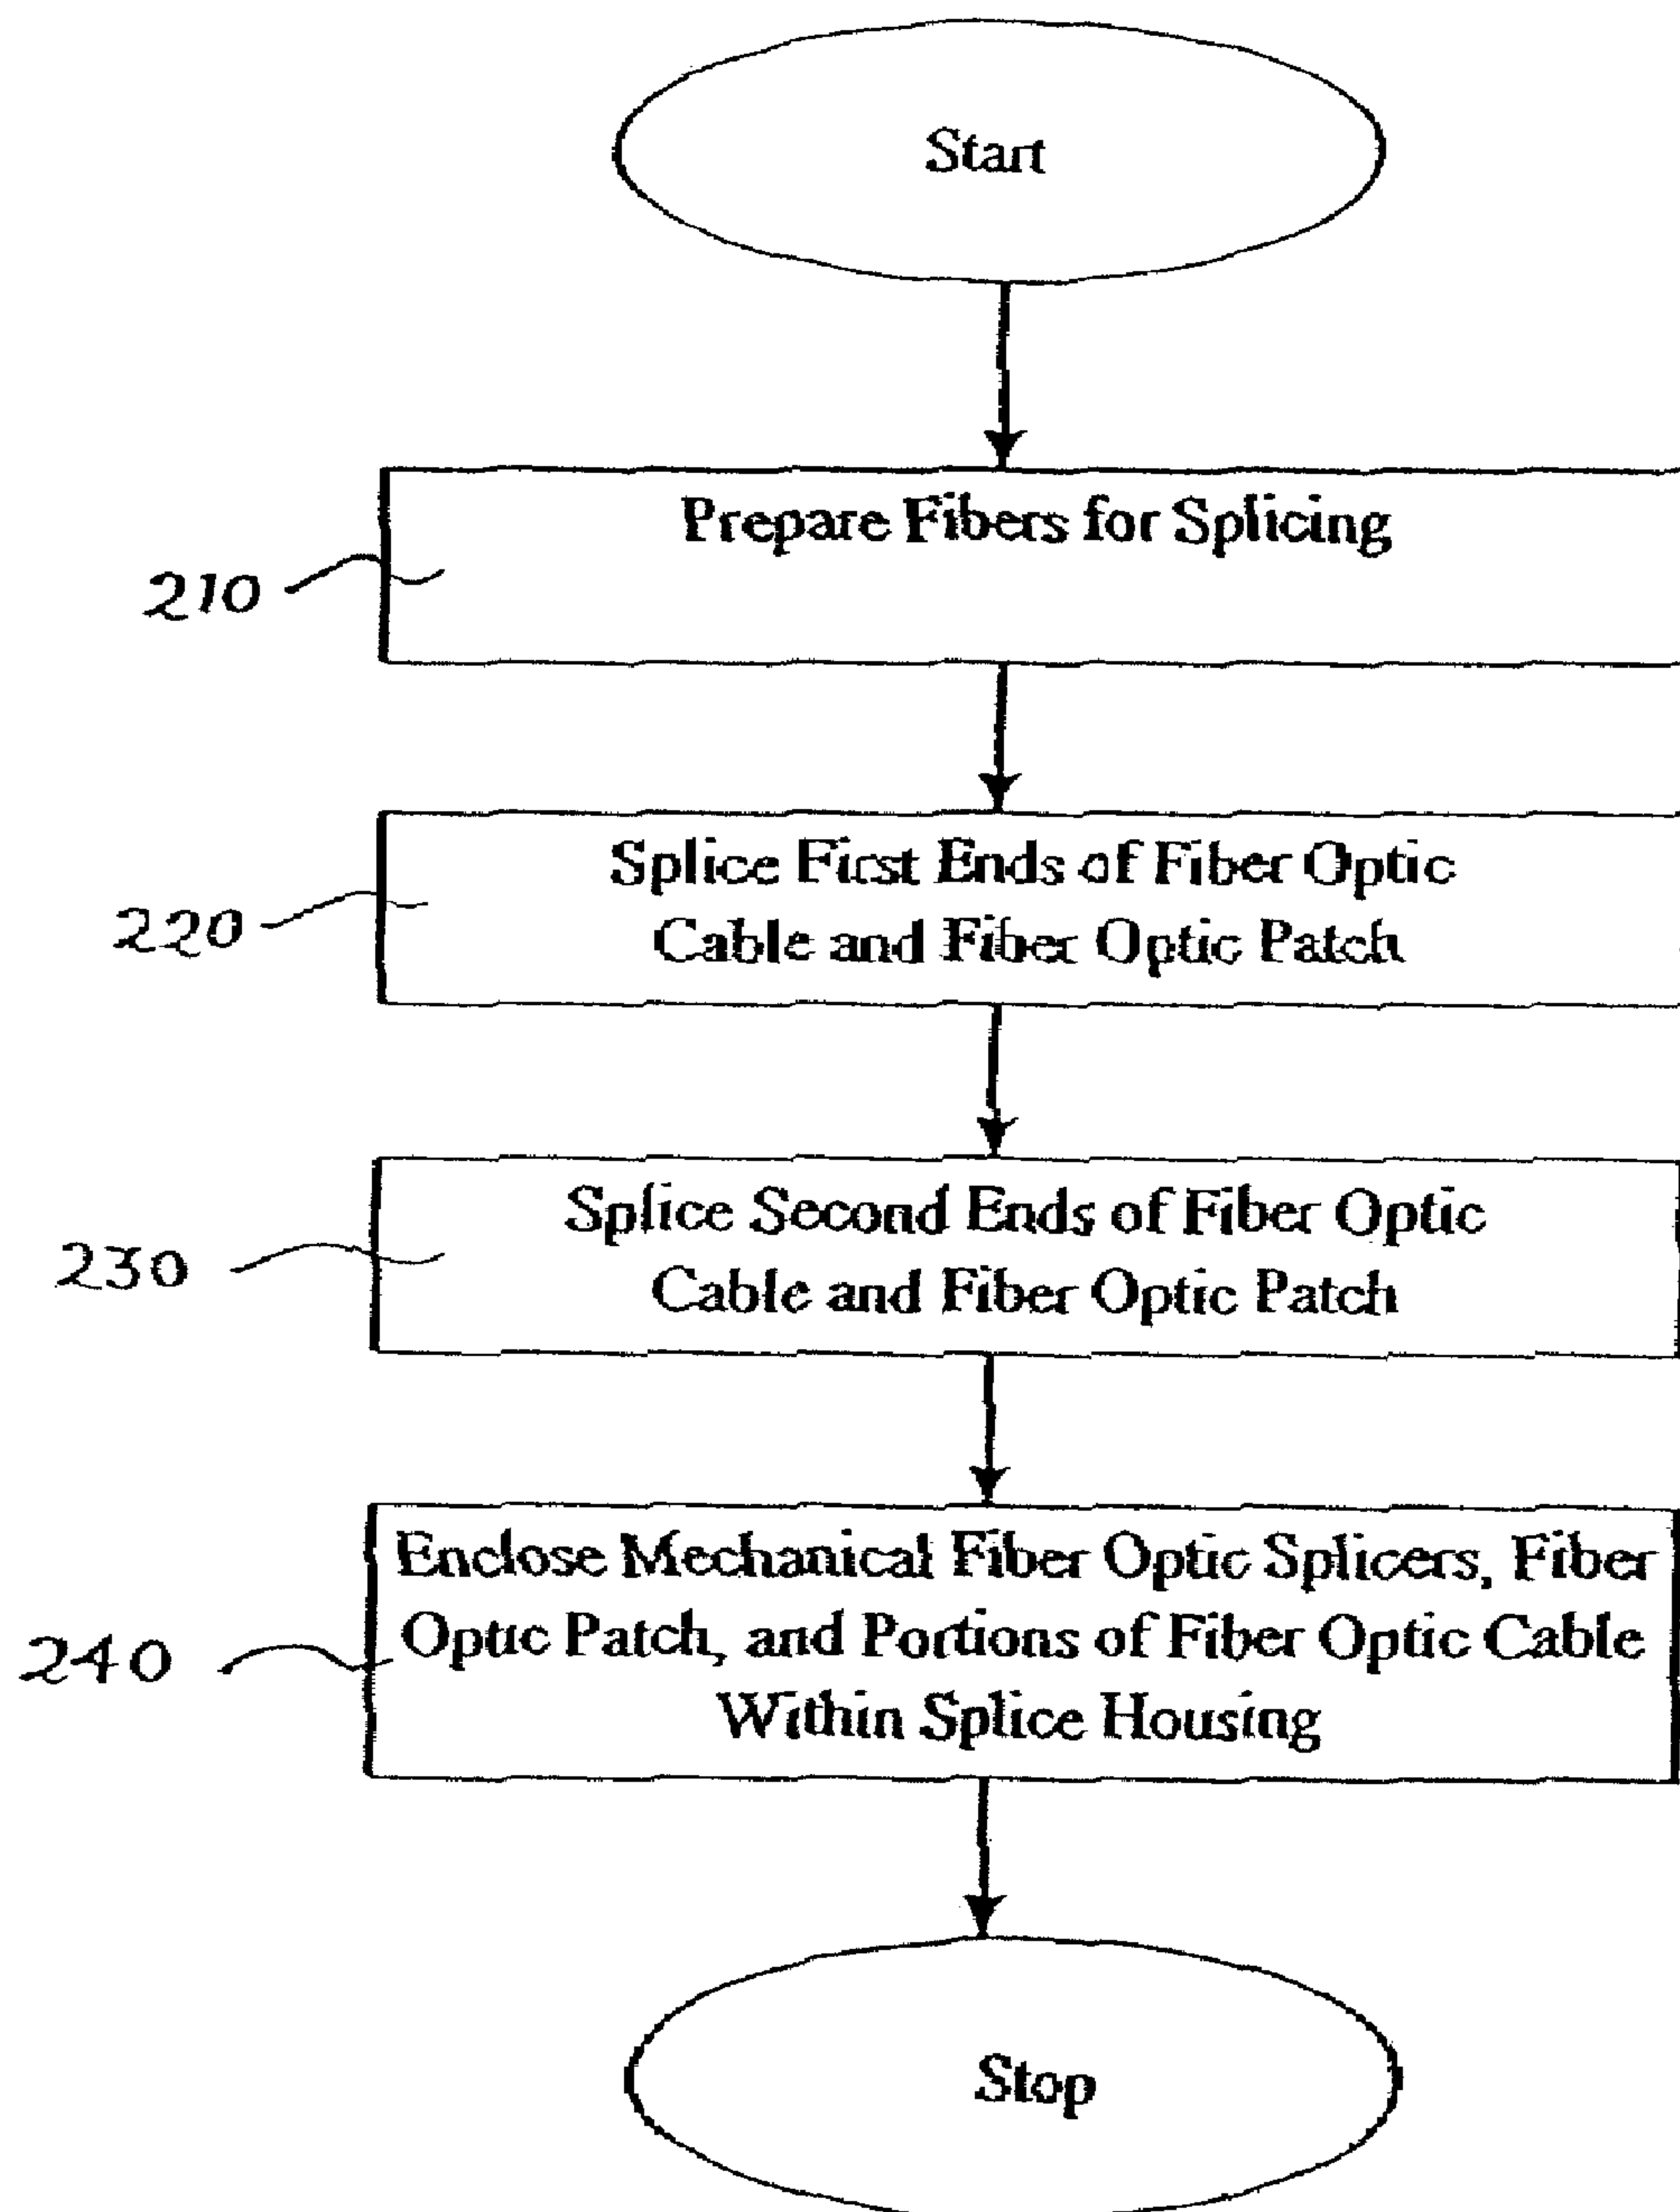 Start
Prepare Fibers for Splicing
210
Splice First Ends of Fiber Optic
Cable and Fiber Optic Patch
220
Splice Second Ends of Fiber Optic
Cable and Fiber Optic Patch
230
Enclose Mechanical Fiber Optic Splicers, Fiber
Optic Patch, and Portions of Fiber Optic Cable
Within Splice Housing
240
Stop